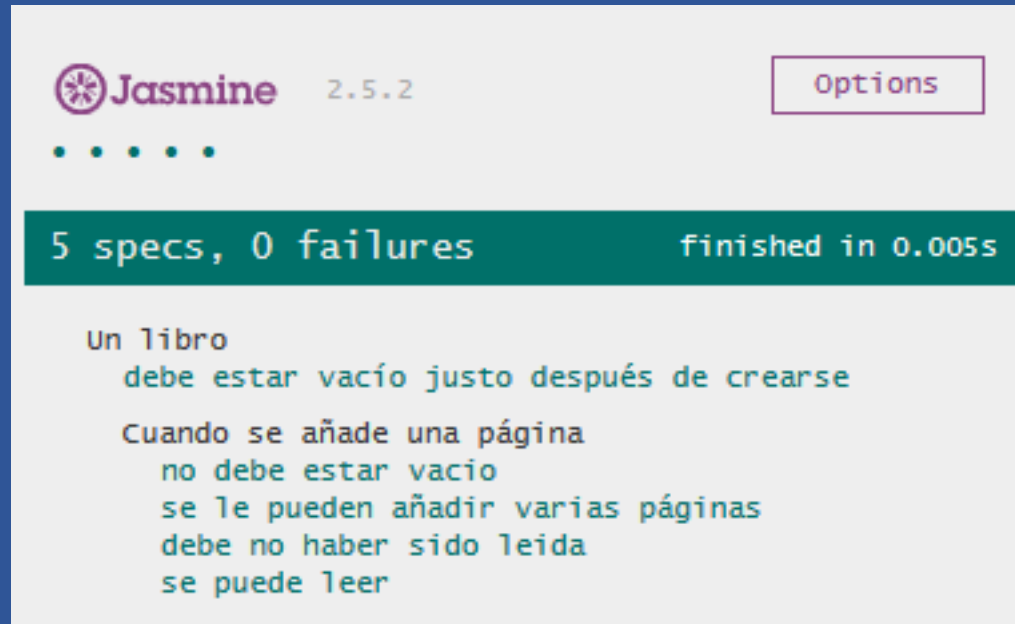 Jasmine 2.5.2 Options
• • • • •
5 specs, 0 failures finished in 0.005s
Un libro
debe estar vacío justo después de crearse
Cuando se añade una página
no debe estar vacio
se le pueden añadir varias páginas
debe no haber sido leida
se puede leer